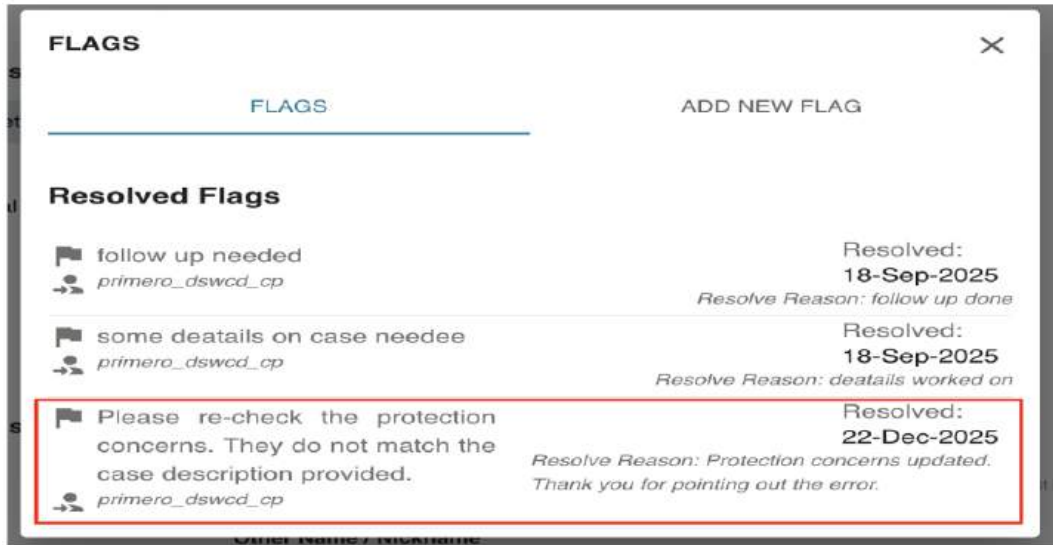 FLAGS
FLAGS
ADD NEW FLAG
Resolved Flags
follow up needed
primero_dswcd_cp
Resolved:
18-Sep-2025
Resolve Reason: follow up done
some deatails on case needee
primero_dswcd_cp
Resolved:
18-Sep-2025
Resolve Reason: deatails worked on
Please re-check the protection
concerns. They do not match the
case description provided.
primero_dswcd_cp
Resolved:
22-Dec-2025
Resolve Reason: Protection concerns updated.
Thank you for pointing out the error.
Other Name / Nickname